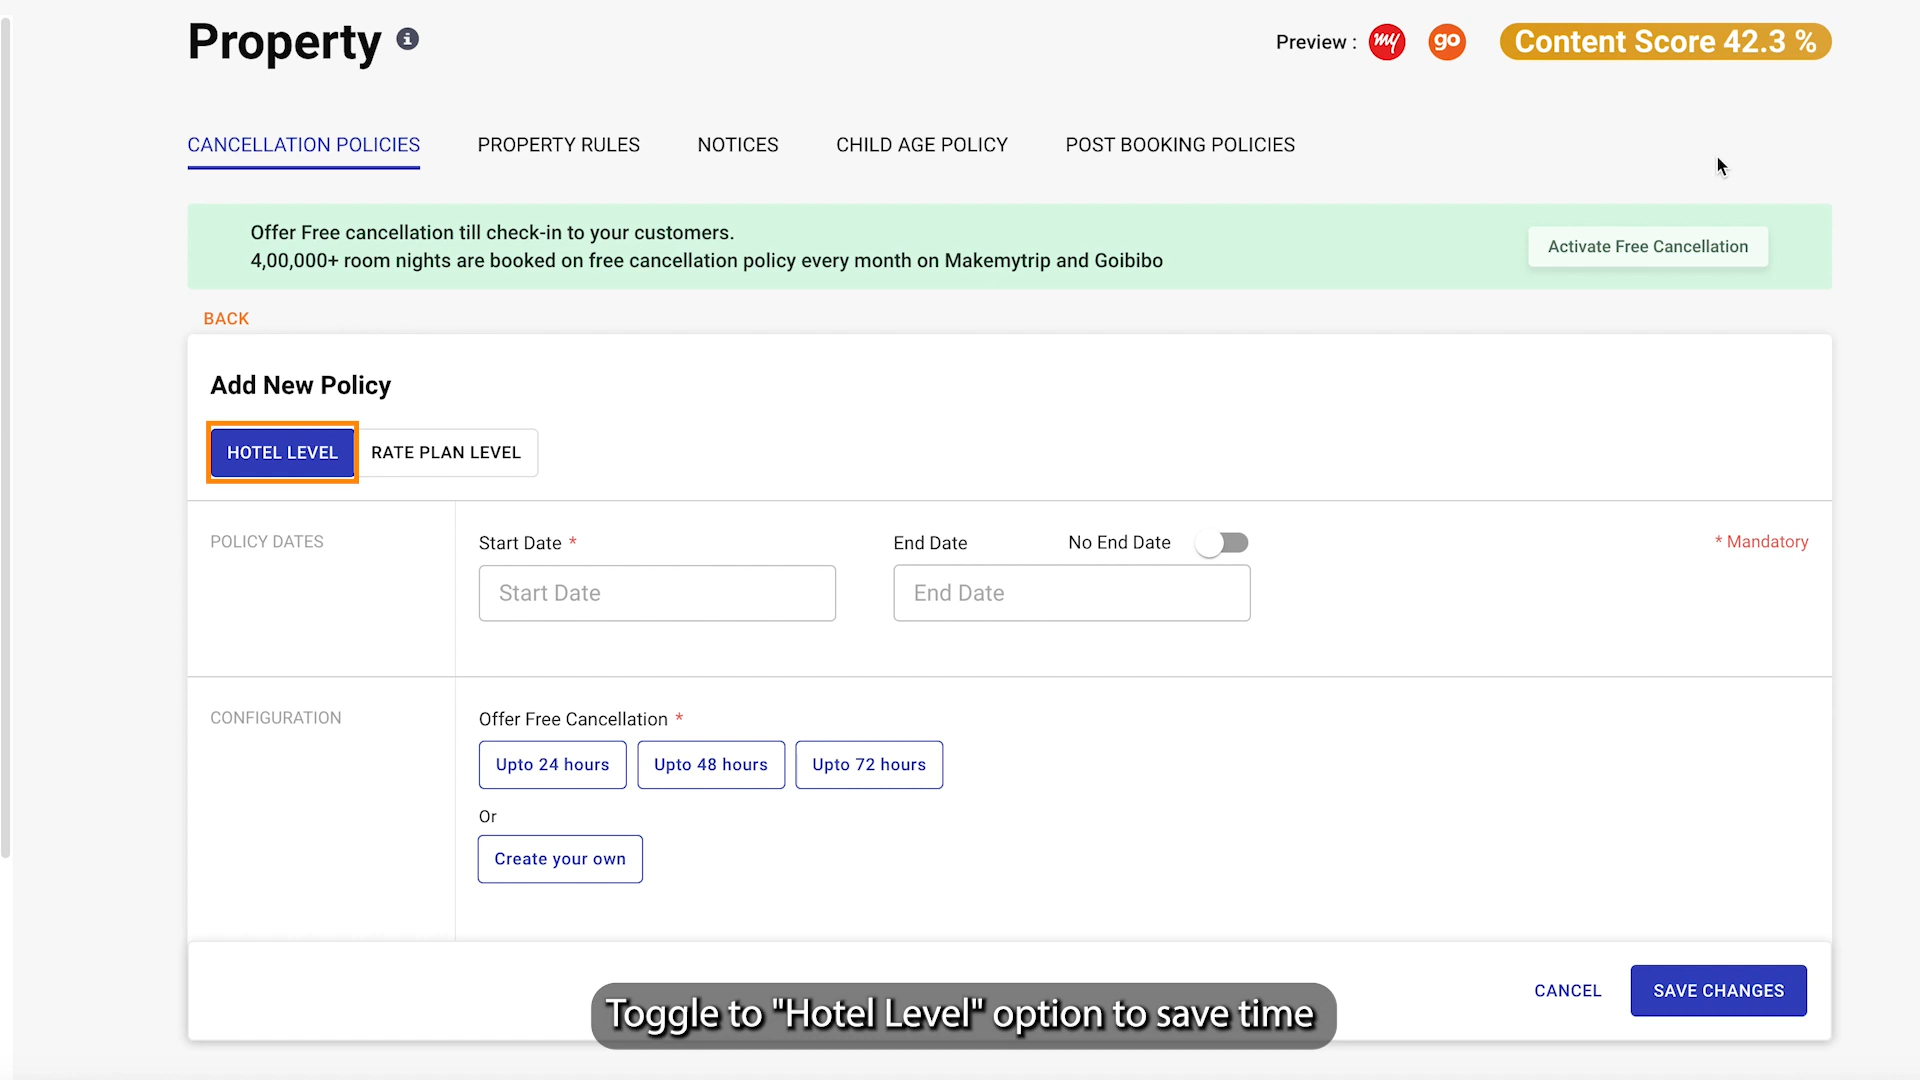 Property
Preview : my go Content Score 42.3 %
CANCELLATION POLICIES PROPERTY RULES NOTICES CHILD AGE POLICY POST BOOKING POLICIES
Offer Free cancellation till check-in to your customers.
4,00,000+ room nights are booked on free cancellation policy every month on Makemytrip and Goibibo
Activate Free Cancellation
BACK
Add New Policy
HOTEL LEVEL RATE PLAN LEVEL
POLICY DATES
Start Date * End Date No End Date * Mandatory
Start Date End Date
CONFIGURATION
Offer Free Cancellation *
Upto 24 hours Upto 48 hours Upto 72 hours
Or
Create your own
CANCEL SAVE CHANGES
Toggle to "Hotel Level" option to save time